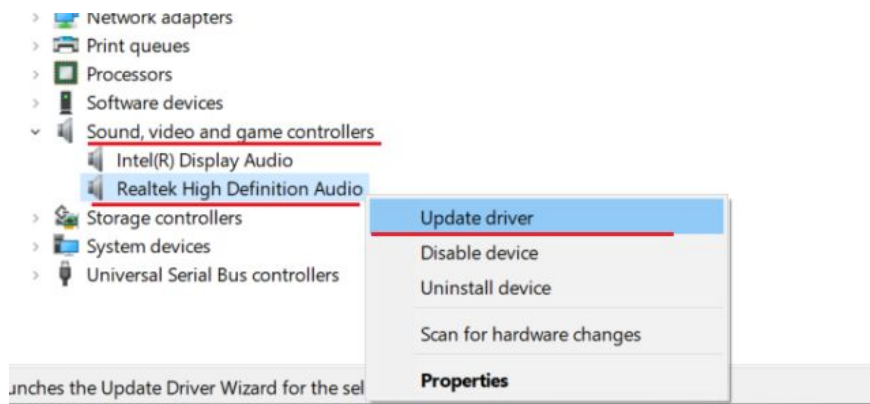 Network adapters
Print queues
Processors
Software devices
Sound, video and game controllers
Intel(R) Display Audio
Realtek High Definition Audio
Storage controllers
System devices
Universal Serial Bus controllers
Update driver
Disable device
Uninstall device
Scan for hardware changes
Properties
unches the Update Driver Wizard for the sel